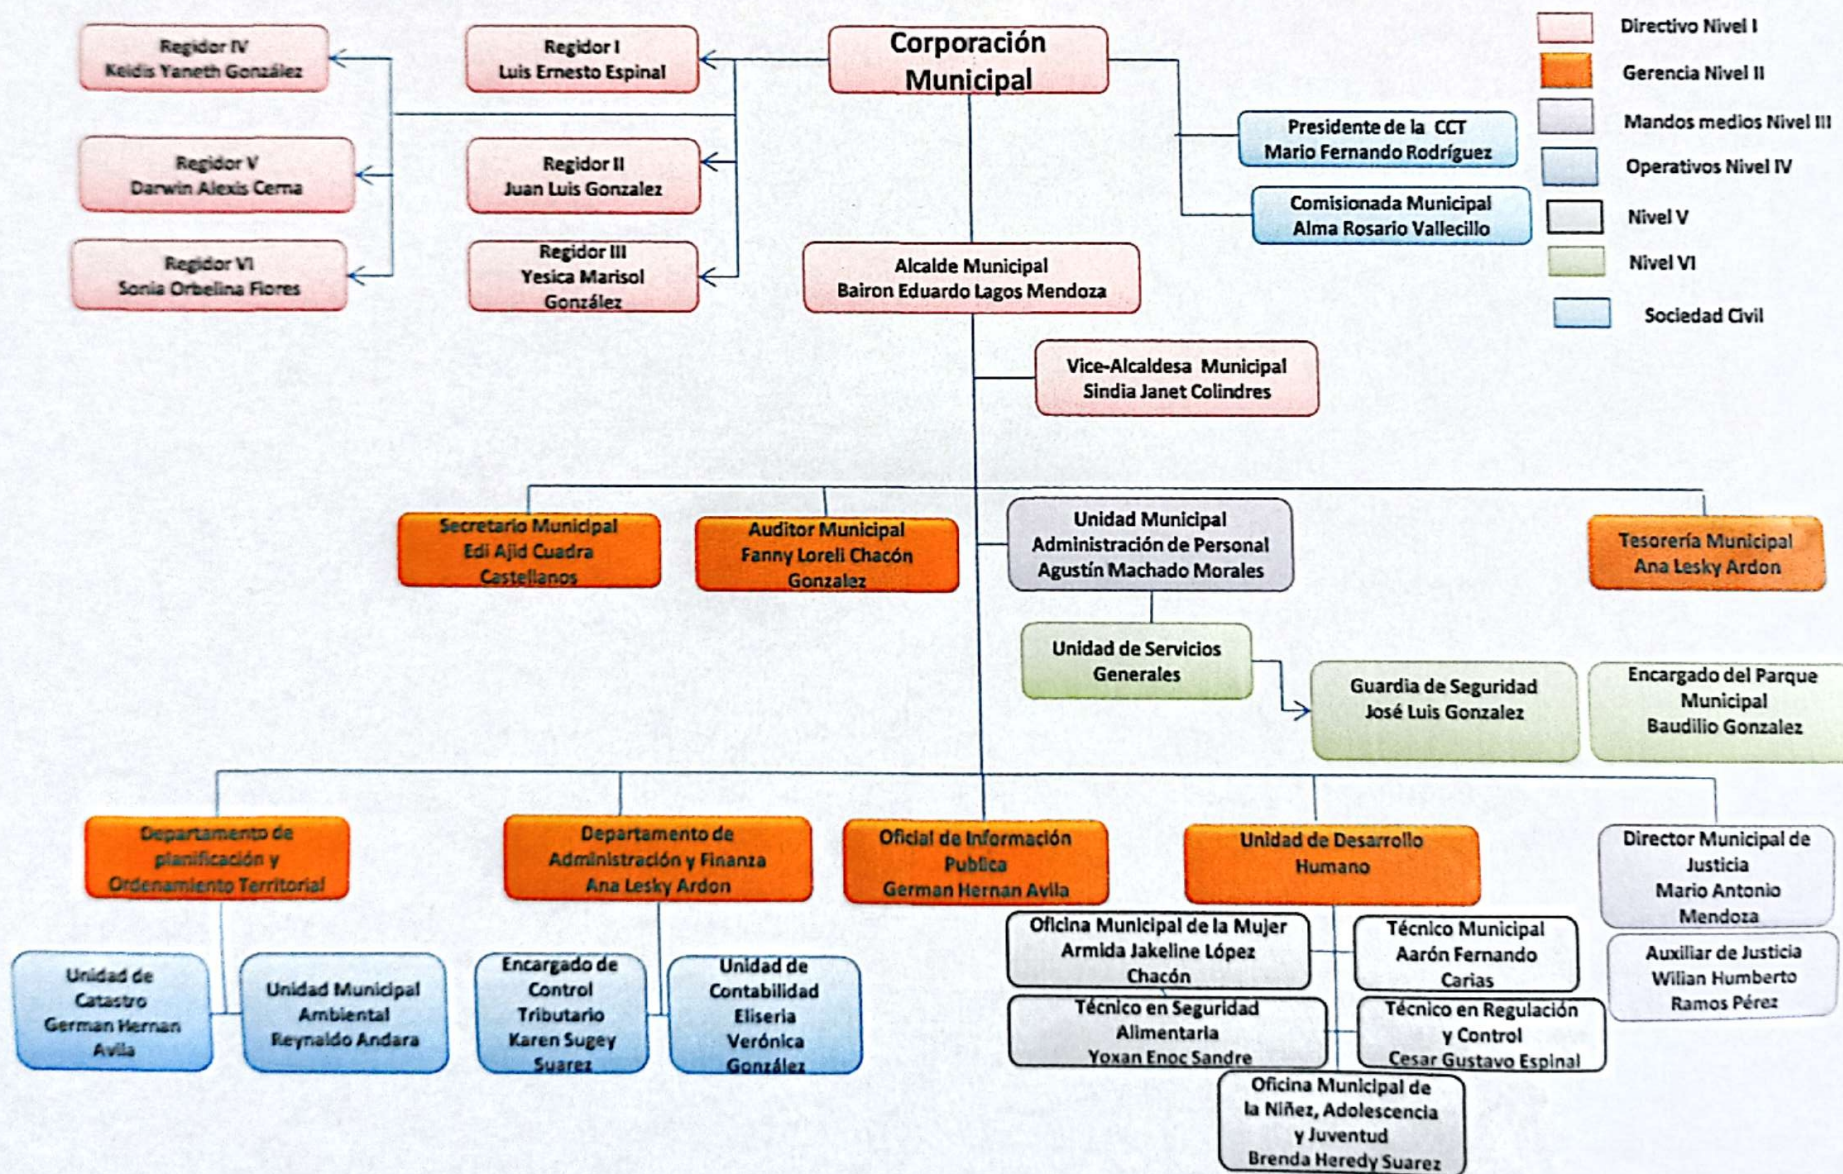 Regidor IV
Keidis Yaneth González
Regidor I
Luis Ernesto Espinal
Corporación
Municipal
Directivo Nivel I
Gerencia Nivel II
Mandos medios Nivel III
Operativos Nivel IV
Nivel V
Nivel VI
Sociedad Civil
Presidente de la CCT
Mario Fernando Rodríguez
Comisionada Municipal
Alma Rosario Vallecillo
Regidor V
Darwin Alexis Cerna
Regidor II
Juan Luis Gonzalez
Regidor VI
Sonia Orbelina Flores
Regidor III
Yesica Marisol
González
Alcalde Municipal
Bairon Eduardo Lagos Mendoza
Vice-Alcaldesa Municipal
Sindia Janet Colindres
Secretario Municipal
Edi Ajid Cuadra
Castellanos
Auditor Municipal
Fanny Loreli Chacón
Gonzalez
Unidad Municipal
Administración de Personal
Agustín Machado Morales
Tesorería Municipal
Ana Lesky Ardon
Unidad de Servicios
Generales
Guardia de Seguridad
José Luis Gonzalez
Encargado del Parque
Municipal
Baudilio Gonzalez
Departamento de
planificación y
Ordenamiento Territorial
Departamento de
Administración y Finanza
Ana Lesky Ardon
Oficial de Información
Publica
German Hernan Avila
Unidad de Desarrollo
Humano
Director Municipal de
Justicia
Mario Antonio
Mendoza
Auxiliar de Justicia
Wilian Humberto
Ramos Pérez
Unidad de
Catastro
German Hernan
Avila
Unidad Municipal
Ambiental
Reynaldo Andara
Encargado de
Control
Tributario
Karen Sugey
Suarez
Unidad de
Contabilidad
Eliseria
Verónica
González
Oficina Municipal de la Mujer
Armida Jakeline López
Chacón
Técnico Municipal
Aarón Fernando
Carias
Técnico en Seguridad
Alimentaria
Yoxan Enoc Sandre
Técnico en Regulación
y Control
Cesar Gustavo Espinal
Oficina Municipal de
la Niñez, Adolescencia
y Juventud
Brenda Heredy Suarez